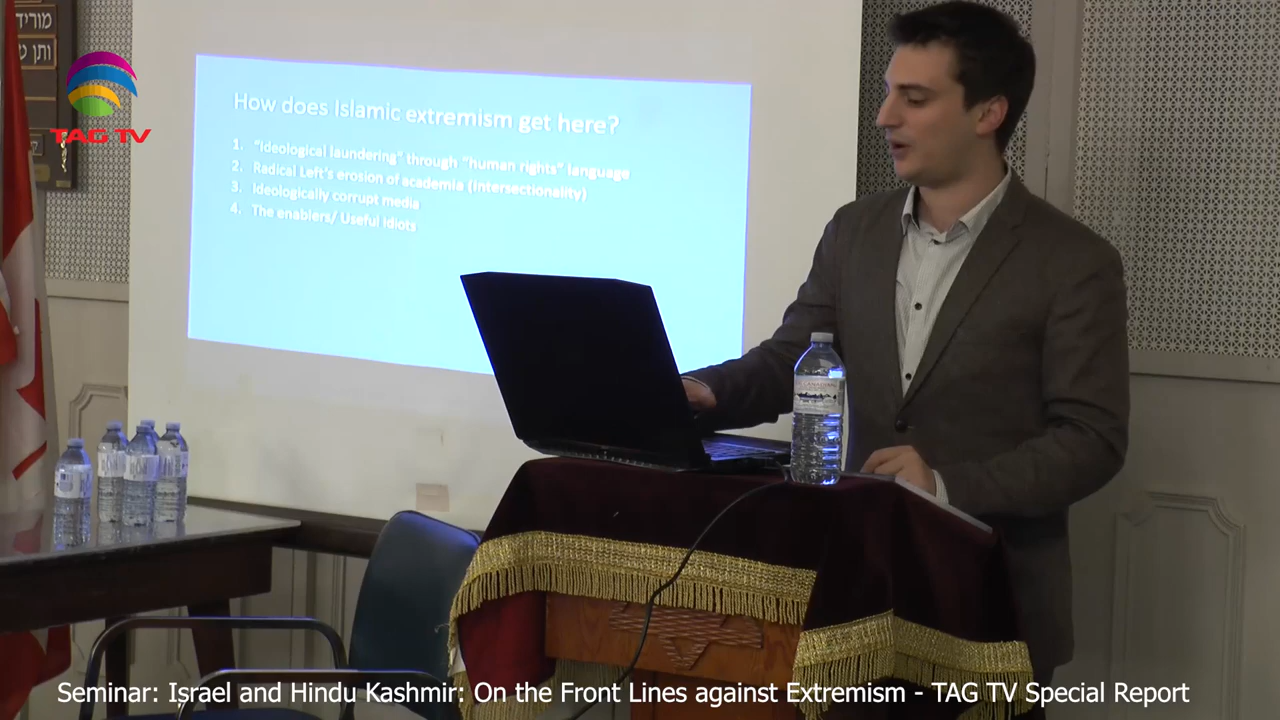 מוריד
ותן ט
TAG TV
How does Islamic extremism get here?
1. "Ideological laundering" through "human rights" language
2. Radical Left's erosion of academia (Intersectionality)
3. Ideologically corrupt media
4. The enablers/ Useful Idiots
Seminar: Israel and Hindu Kashmir: On the Front Lines against Extremism - TAG TV Special Report